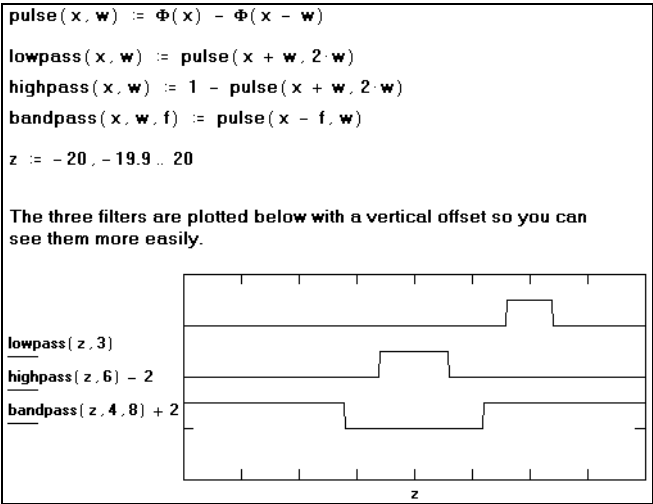 pulse( x , w ) := Φ( x ) − Φ( x − w )
lowpass( x , w ) := pulse( x + w , 2·w )
highpass( x , w ) := 1 − pulse( x + w , 2·w )
bandpass( x , w , f ) := pulse( x − f , w )
z := − 20 , − 19.9 .. 20
The three filters are plotted below with a vertical offset so you can
see them more easily.
lowpass( z , 3 )
highpass( z , 6 ) − 2
bandpass( z , 4 , 8 ) + 2
z